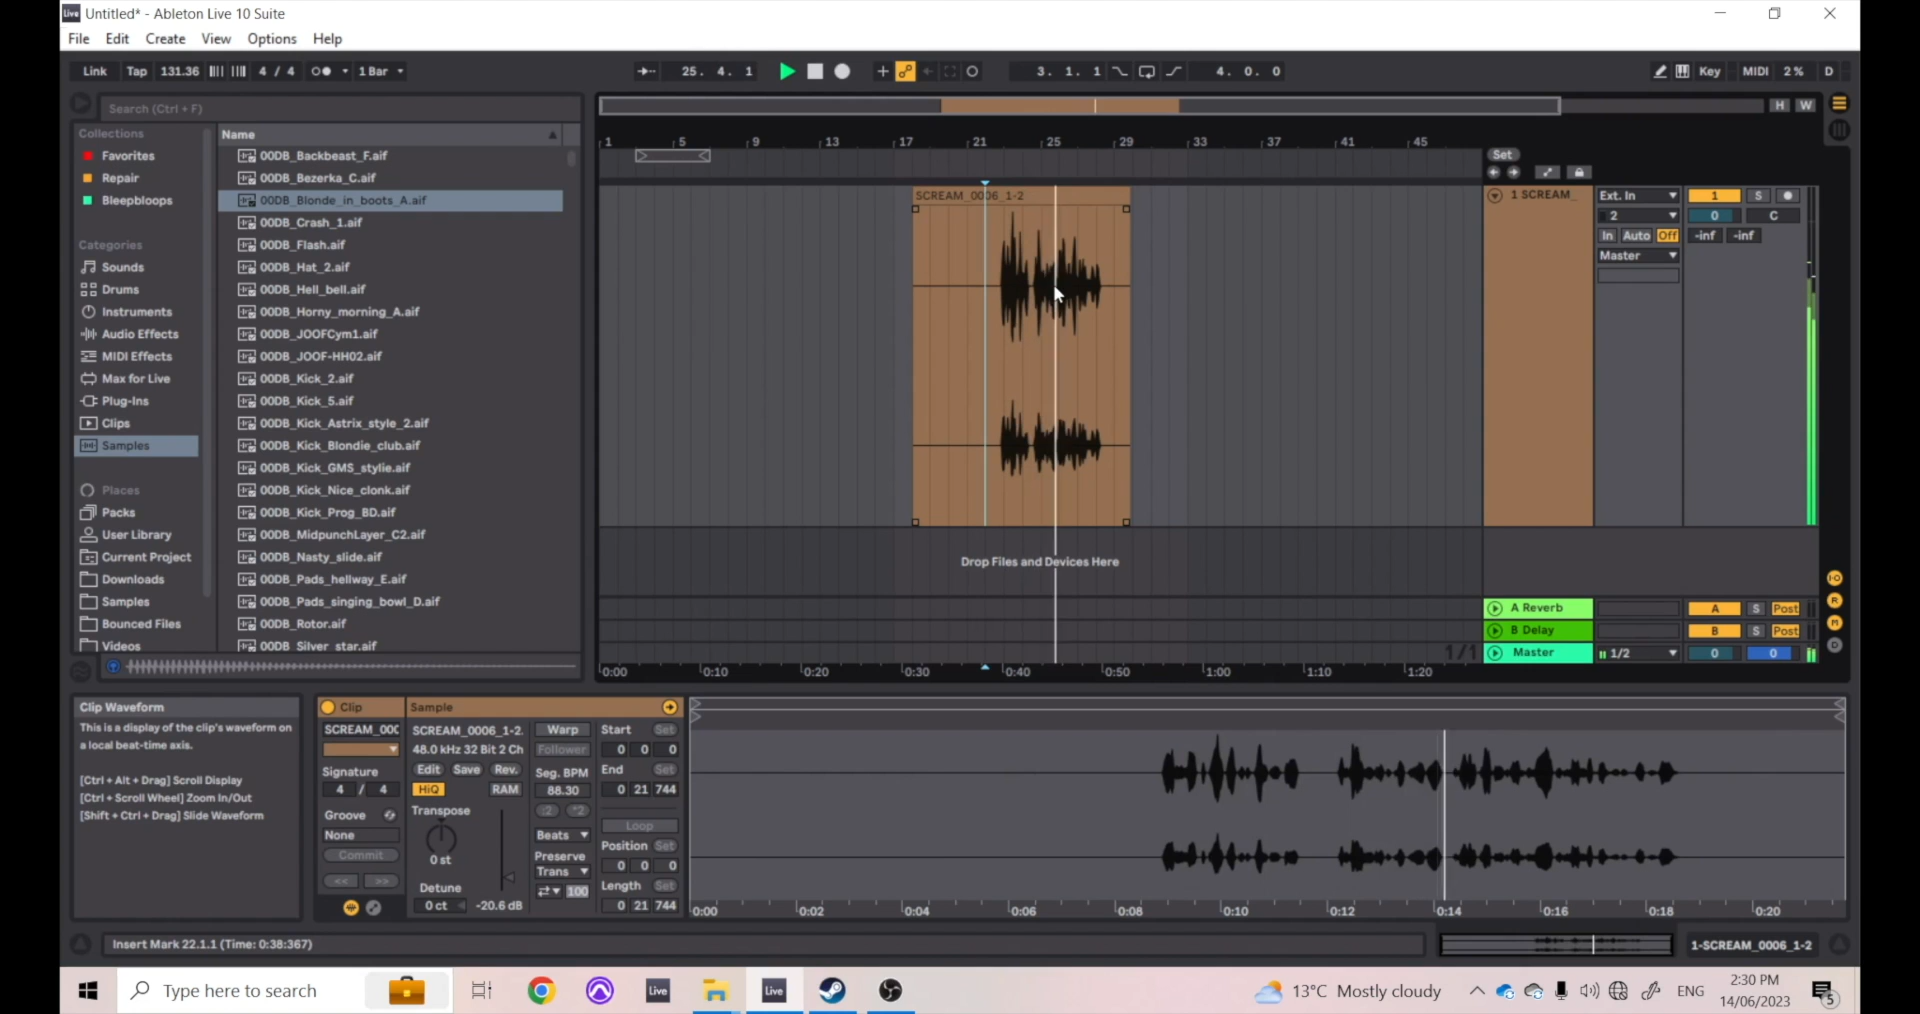 Untitled* - Ableton Live 10 Suite
File Edit Create View Options Help
Link Tap 131.36 4 / 4 1 Bar 25. 4. 1 3. 1. 1 4. 0. 0 Key MIDI 2 % D
Search (Ctrl + F)
H W
Collections
Favorites
Repair
Bleepbloops
Categories
Sounds
Drums
Instruments
Audio Effects
MIDI Effects
Max for Live
Plug-Ins
Clips
Samples
Places
Packs
User Library
Current Project
Downloads
Samples
Bounced Files
Videos
Name
00DB_Backbeast_F.aif
00DB_Bezerka_C.aif
00DB_Blonde_in_boots_A.aif
00DB_Crash_1.aif
00DB_Flash.aif
00DB_Hat_2.aif
00DB_Hell_bell.aif
00DB_Horny_morning_A.aif
00DB_JOOFCym1.aif
00DB_JOOF-HH02.aif
00DB_Kick_2.aif
00DB_Kick_5.aif
00DB_Kick_Astrix_style_2.aif
00DB_Kick_Blondie_club.aif
00DB_Kick_GMS_stylie.aif
00DB_Kick_Nice_clonk.aif
00DB_Kick_Prog_BD.aif
00DB_MidpunchLayer_C2.aif
00DB_Nasty_slide.aif
00DB_Pads_hellway_E.aif
00DB_Pads_singing_bowl_D.aif
00DB_Rotor.aif
00DB_Silver_star.aif
1 5 9 13 17 21 25 29 33 37 41 45
Set
SCREAM_0006_1-2
1 SCREAM_ Ext. In 1 S
2 0 C
In Auto Off -inf -inf
Master
Drop Files and Devices Here
A Reverb A S Post
B Delay B S Post
1/1 Master 1/2 0 0
0:00 0:10 0:20 0:30 0:40 0:50 1:00 1:10 1:20
Clip Waveform
This is a display of the clip's waveform on
a local beat-time axis.
[Ctrl + Alt + Drag] Scroll Display
[Ctrl + Scroll Wheel] Zoom In/Out
[Shift + Ctrl + Drag] Slide Waveform
Clip
SCREAM_00
Signature
4 / 4
Groove
None
Commit
<< >>
Sample
SCREAM_0006_1-2.
48.0 kHz 32 Bit 2 Ch
Edit Save Rev.
HiQ RAM
Transpose
0 st
Detune
0 ct -20.6 dB
Warp
Follower
Seg. BPM
88.30
:2 *2
Beats
Preserve
Trans
100
Start Set
0 0 0
End Set
0 21 744
Loop
Position Set
0 0 0
Length Set
0 21 744
0:00 0:02 0:04 0:06 0:08 0:10 0:12 0:14 0:16 0:18 0:20
Insert Mark 22.1.1 (Time: 0:38:367)
1-SCREAM_0006_1-2
Type here to search
Live
Live
13°C Mostly cloudy
ENG
2:30 PM
14/06/2023
5